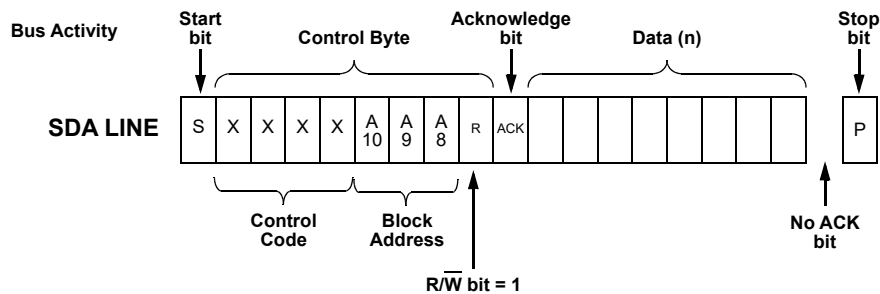 Bus Activity
Start
bit
Control Byte
Acknowledge
bit
Data (n)
Stop
bit
SDA LINE
S
X
X
X
X
A
10
A
9
A
8
R
ACK
P
Control
Code
Block
Address
No ACK
bit
R/W̅ bit = 1